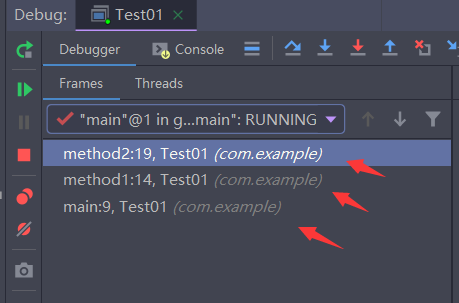 Debug: Test01
Debugger Console
Frames Threads
"main"@1 in g...main": RUNNING
method2:19, Test01 (com.example)
method1:14, Test01 (com.example)
main:9, Test01 (com.example)